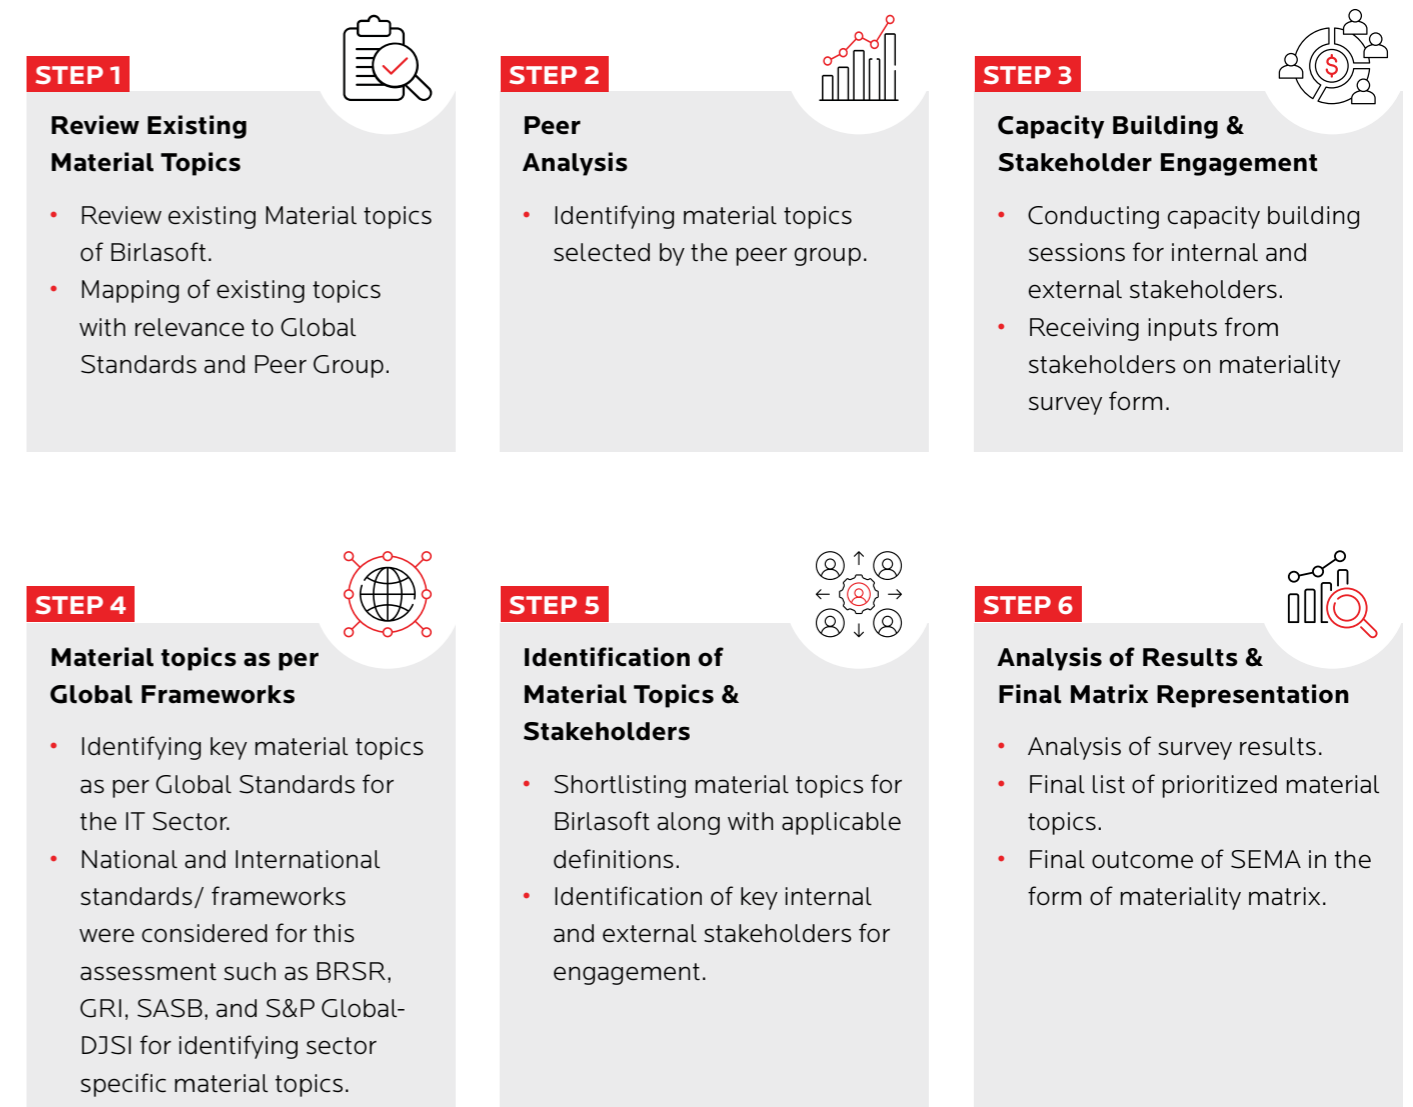 STEP 1
Review Existing
Material Topics
• Review existing Material topics
of Birlasoft.
• Mapping of existing topics
with relevance to Global
Standards and Peer Group.
STEP 2
Peer
Analysis
• Identifying material topics
selected by the peer group.
STEP 3
Capacity Building &
Stakeholder Engagement
• Conducting capacity building
sessions for internal and
external stakeholders.
• Receiving inputs from
stakeholders on materiality
survey form.
STEP 4
Material topics as per
Global Frameworks
• Identifying key material topics
as per Global Standards for
the IT Sector.
• National and International
standards/ frameworks
were considered for this
assessment such as BRSR,
GRI, SASB, and S&P Global-
DJSI for identifying sector
specific material topics.
STEP 5
Identification of
Material Topics &
Stakeholders
• Shortlisting material topics for
Birlasoft along with applicable
definitions.
• Identification of key internal
and external stakeholders for
engagement.
STEP 6
Analysis of Results &
Final Matrix Representation
• Analysis of survey results.
• Final list of prioritized material
topics.
• Final outcome of SEMA in the
form of materiality matrix.